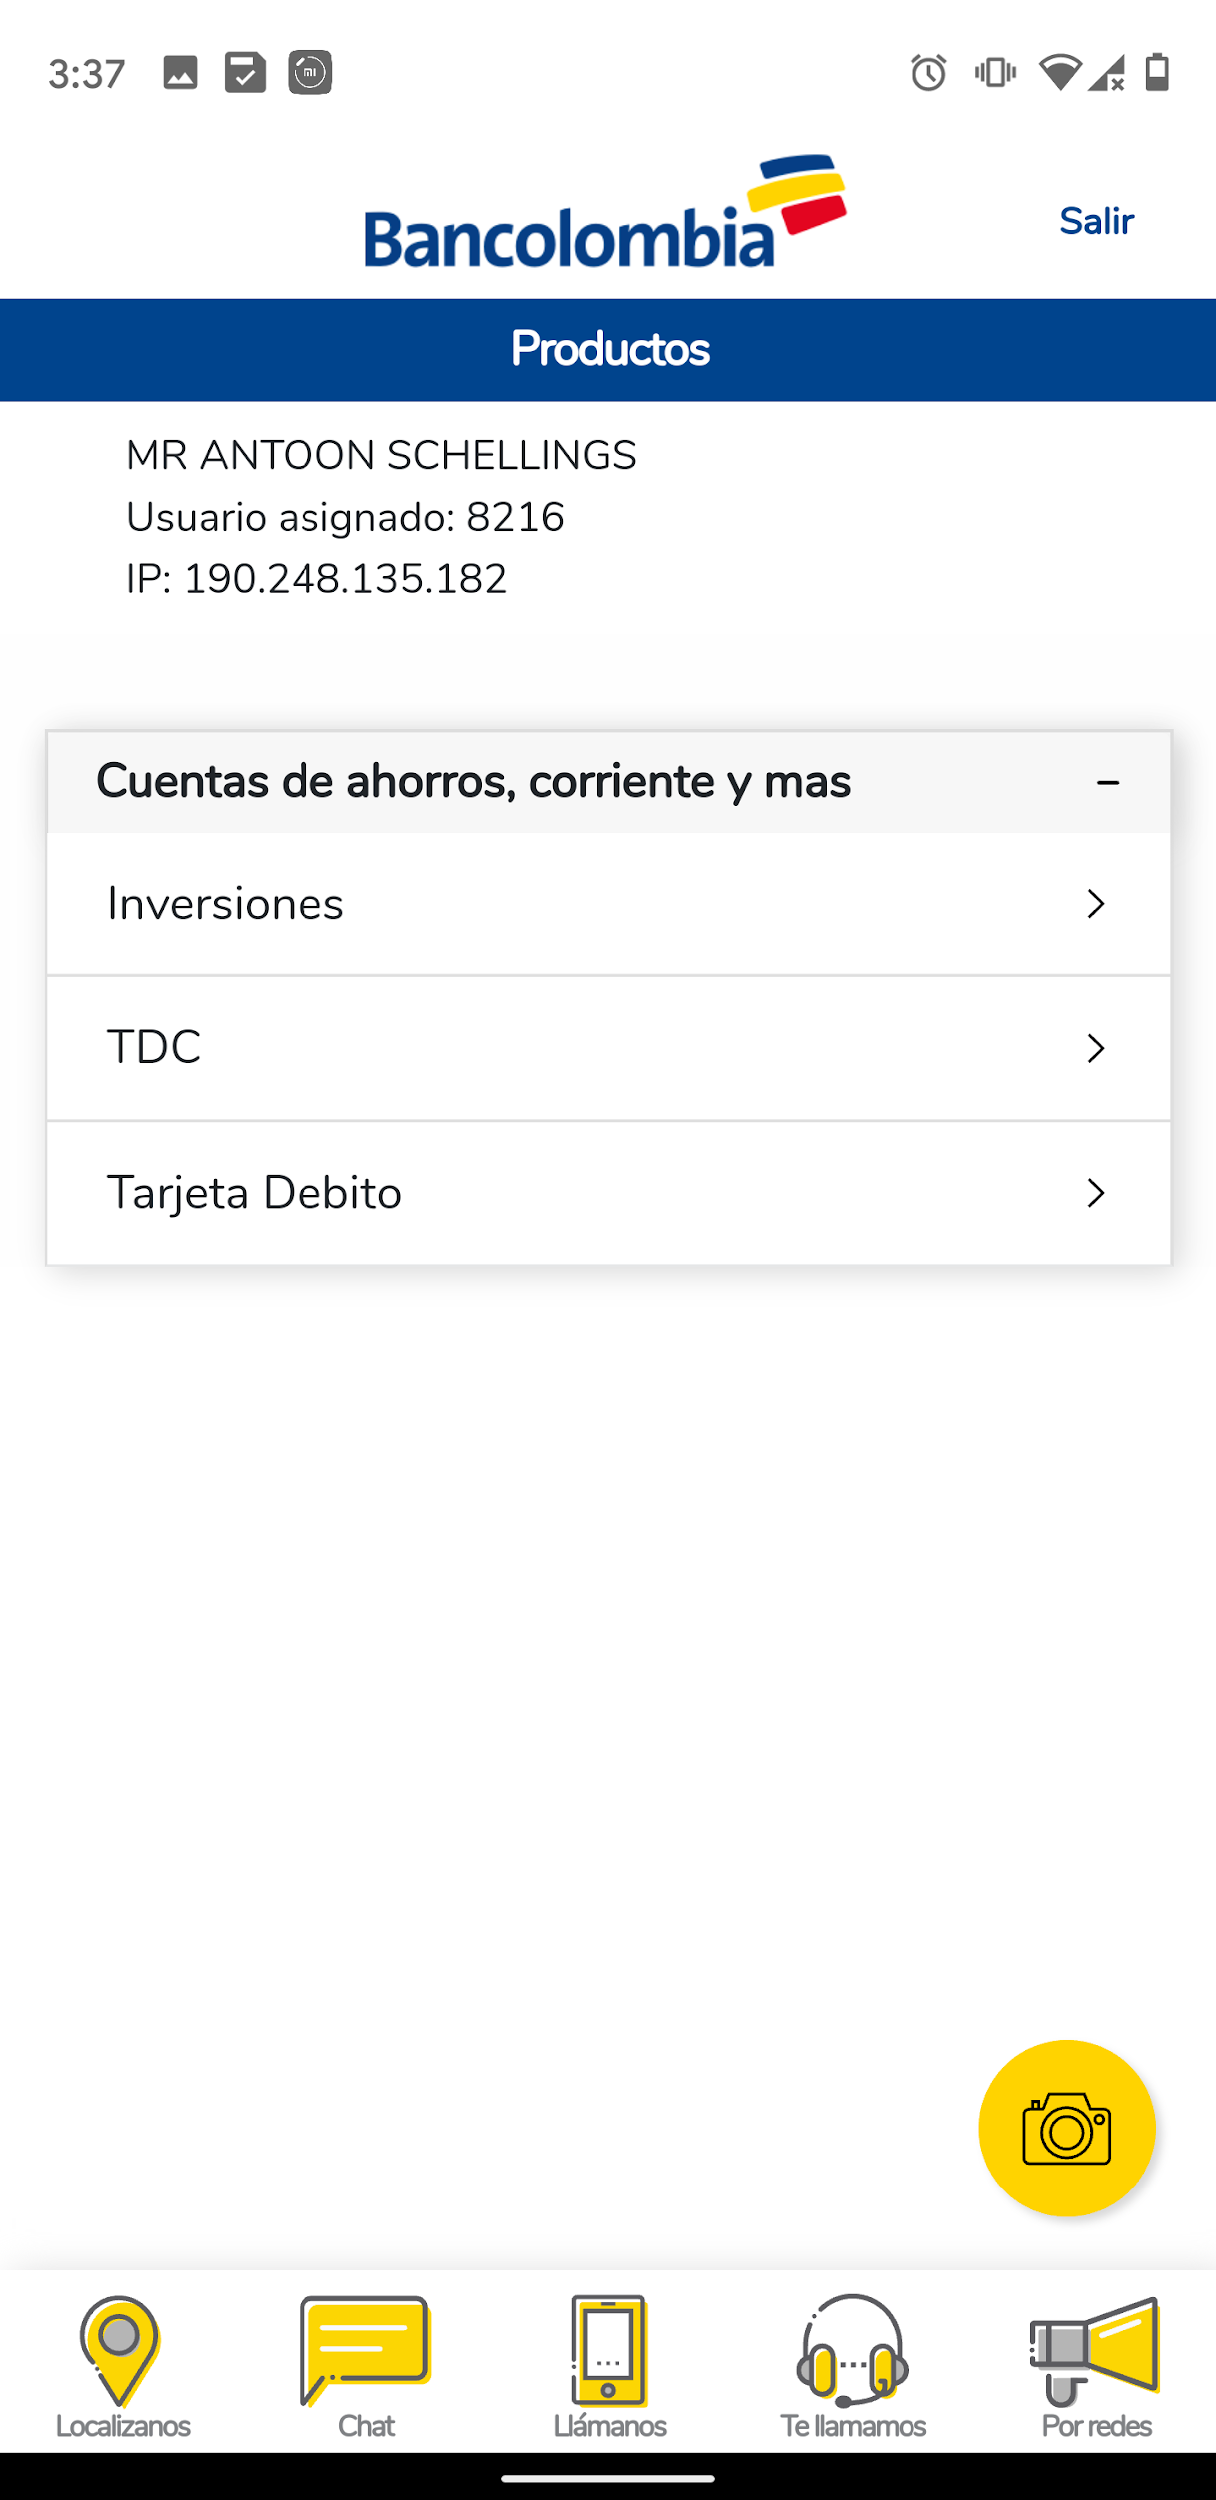 3:37
Bancolombia
Salir
Productos
MR ANTOON SCHELLINGS
Usuario asignado: 8216
IP: 190.248.135.182
Cuentas de ahorros, corriente y mas
Inversiones
TDC
Tarjeta Debito
Localizanos
Chat
Llámanos
Te llamamos
Por redes